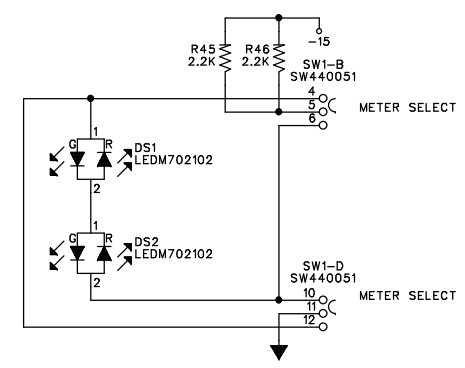 -15
R45
2.2K
R46
2.2K
SW1-B
SW440051
4
5
6
METER SELECT
1
G R
DS1
LEDM702102
2
1
G R
DS2
LEDM702102
2
SW1-D
SW440051
10
11
12
METER SELECT